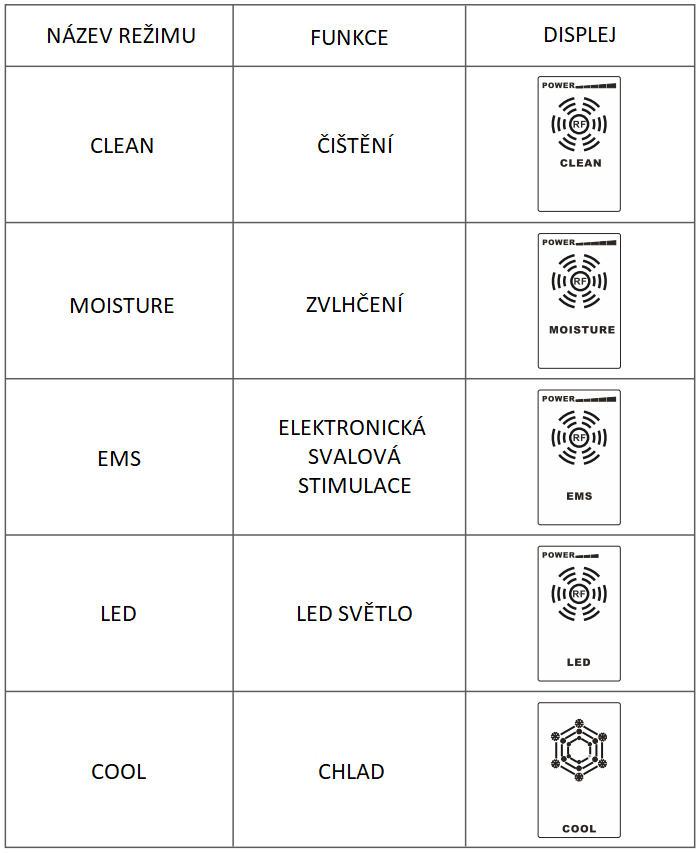 NÁZEV REŽIMU
FUNKCE
DISPLEJ
CLEAN
ČIŠTĚNÍ
POWER
RF
CLEAN
MOISTURE
ZVLHČENÍ
POWER
RF
MOISTURE
EMS
ELEKTRONICKÁ
SVALOVÁ
STIMULACE
POWER
RF
EMS
LED
LED SVĚTLO
POWER
RF
LED
COOL
CHLAD
COOL